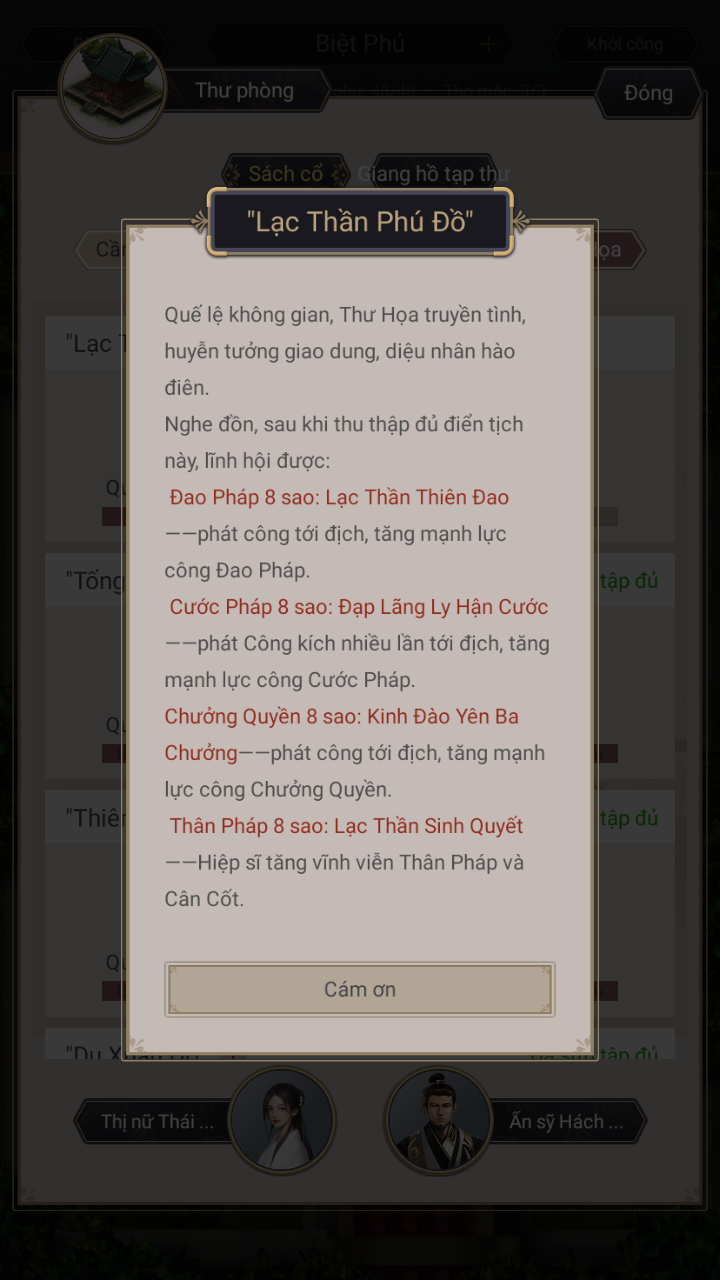 Biệt Phủ
Khởi công
Thư phòng
Đóng
Sách cổ
Giang hồ tạp thư
"Lạc Thần Phú Đồ"
"Lạc
Quế lệ không gian, Thư Họa truyền tình,
huyễn tưởng giao dung, diệu nhân hào
điên.
Nghe đồn, sau khi thu thập đủ điển tịch
này, lĩnh hội được:
Đao Pháp 8 sao: Lạc Thần Thiên Đao
——phát công tới địch, tăng mạnh lực
công Đao Pháp.
Cước Pháp 8 sao: Đạp Lãng Ly Hận Cước
——phát Công kích nhiều lần tới địch, tăng
mạnh lực công Cước Pháp.
Chưởng Quyền 8 sao: Kinh Đào Yên Ba
Chưởng——phát công tới địch, tăng mạnh
lực công Chưởng Quyền.
Thân Pháp 8 sao: Lạc Thần Sinh Quyết
——Hiệp sĩ tăng vĩnh viễn Thân Pháp và
Cân Cốt.
"Tống
tập đủ
"Thiên
tập đủ
Cám ơn
tập đủ
Thị nữ Thái ...
Ẩn sỹ Hách ...